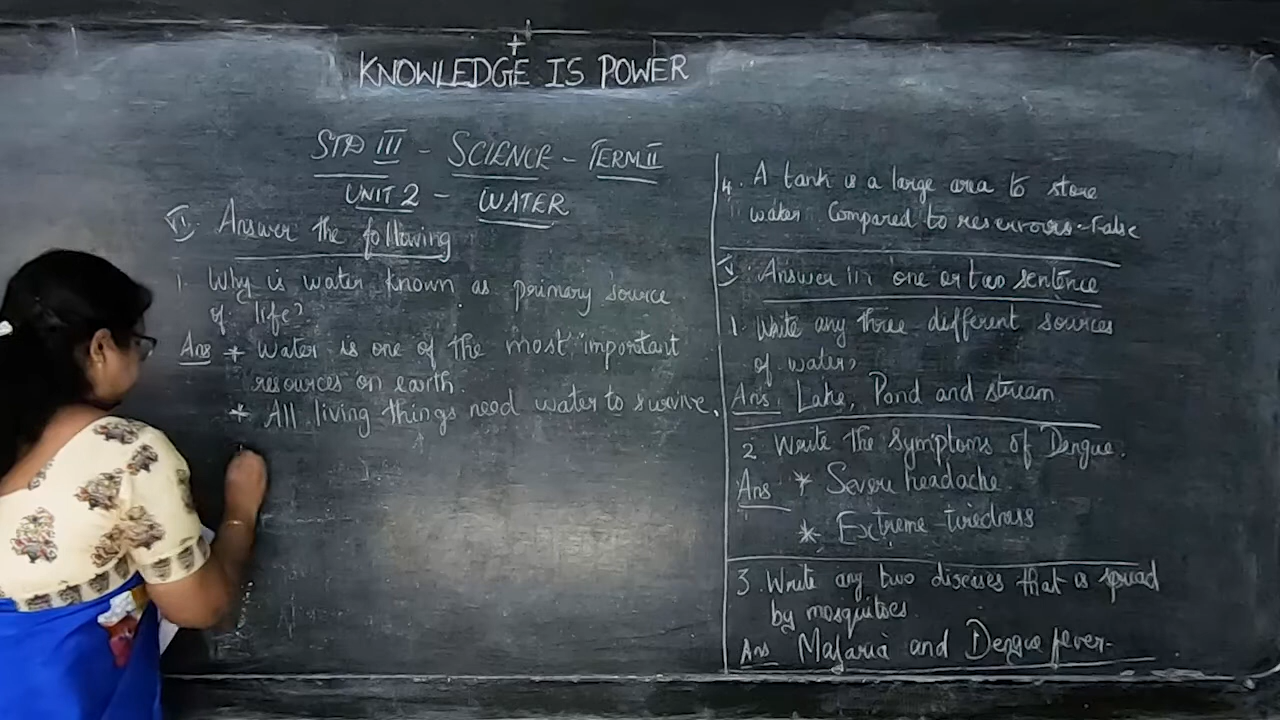 KNOWLEDGE IS POWER
STD III - SCIENCE - TERM II
UNIT 2 - WATER
VI. Answer the following
1. Why is water known as primary source
of life?
Ans * Water is one of the most important
resources on earth.
* All living things need water to survive.
4. A tank is a large area to store
water compared to reservoirs - False
V. Answer in one or two sentence
1. Write any three different sources
of water?
Ans. Lake, Pond and stream
2. Write the symptoms of Dengue.
Ans * Severe headache
* Extreme tiredness
3. Write any two diseases that is spread
by mosquitoes.
Ans Malaria and Dengue fever.